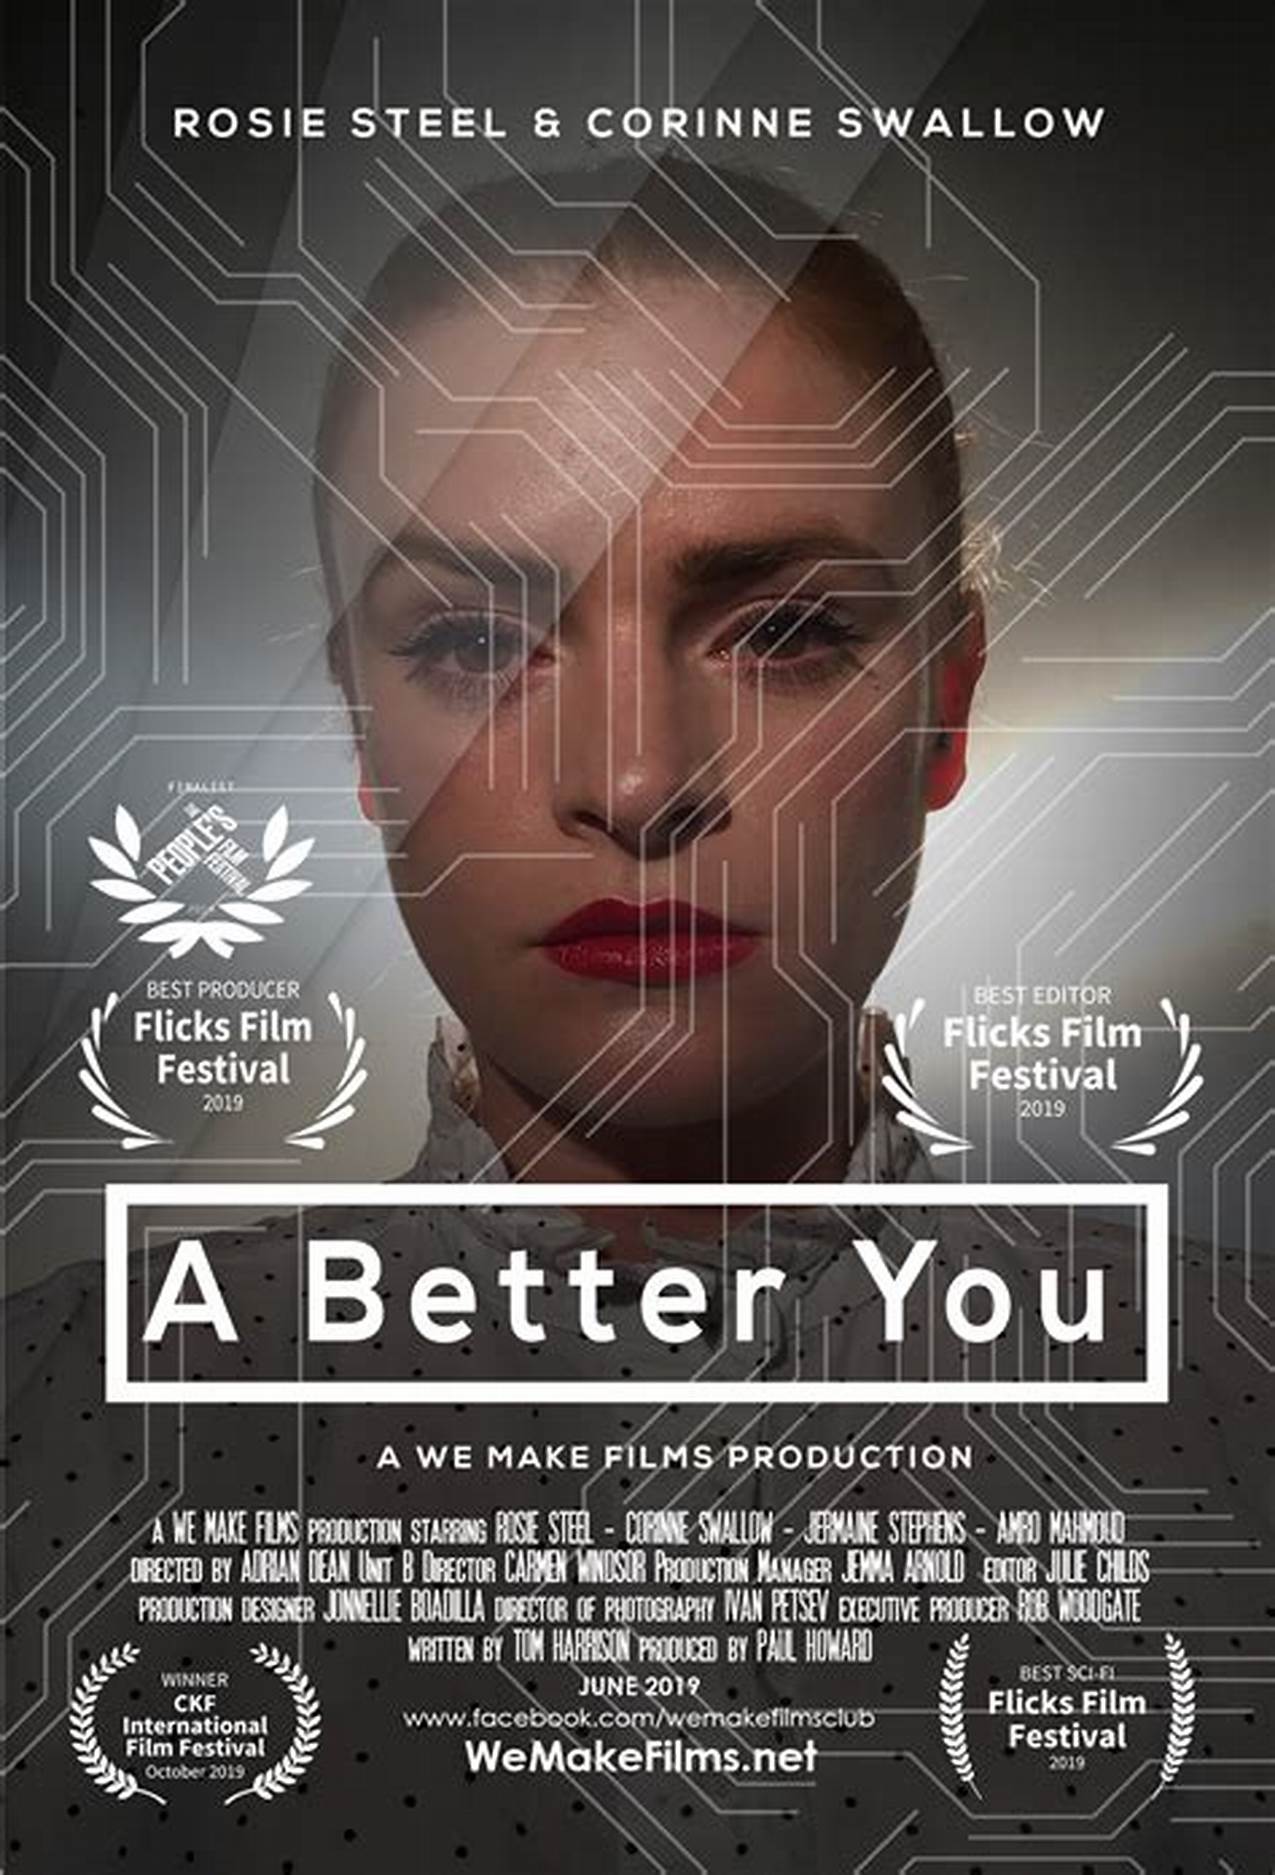 ROSIE STEEL & CORINNE SWALLOW
FINALIST
THE
PEOPLE'S
FILM
FESTIVAL
BEST PRODUCER
Flicks Film
Festival
2019
BEST EDITOR
Flicks Film
Festival
2019
A Better You
A WE MAKE FILMS PRODUCTION
A WE MAKE FILMS PRODUCTION STARRING ROSIE STEEL - CORINNE SWALLOW - JERMAINE STEPHENS - AMRO MAHMOUD
DIRECTED BY ADRIAN DEAN UNIT B DIRECTOR CARMEN WINDSOR PRODUCTION MANAGER JEMMA ARNOLD EDITOR JULIE CHILDS
PRODUCTION DESIGNER JONNELLIE BOADILLA DIRECTOR OF PHOTOGRAPHY IVAN PETSEV EXECUTIVE PRODUCER ROB WOODGATE
WRITTEN BY TOM HARRISON PRODUCED BY PAUL HOWARD
JUNE 2019
www.facebook.com/wemakefilmsclub
WeMakeFilms.net
WINNER
CKF
International
Film Festival
October 2019
BEST SCI-FI
Flicks Film
Festival
2019